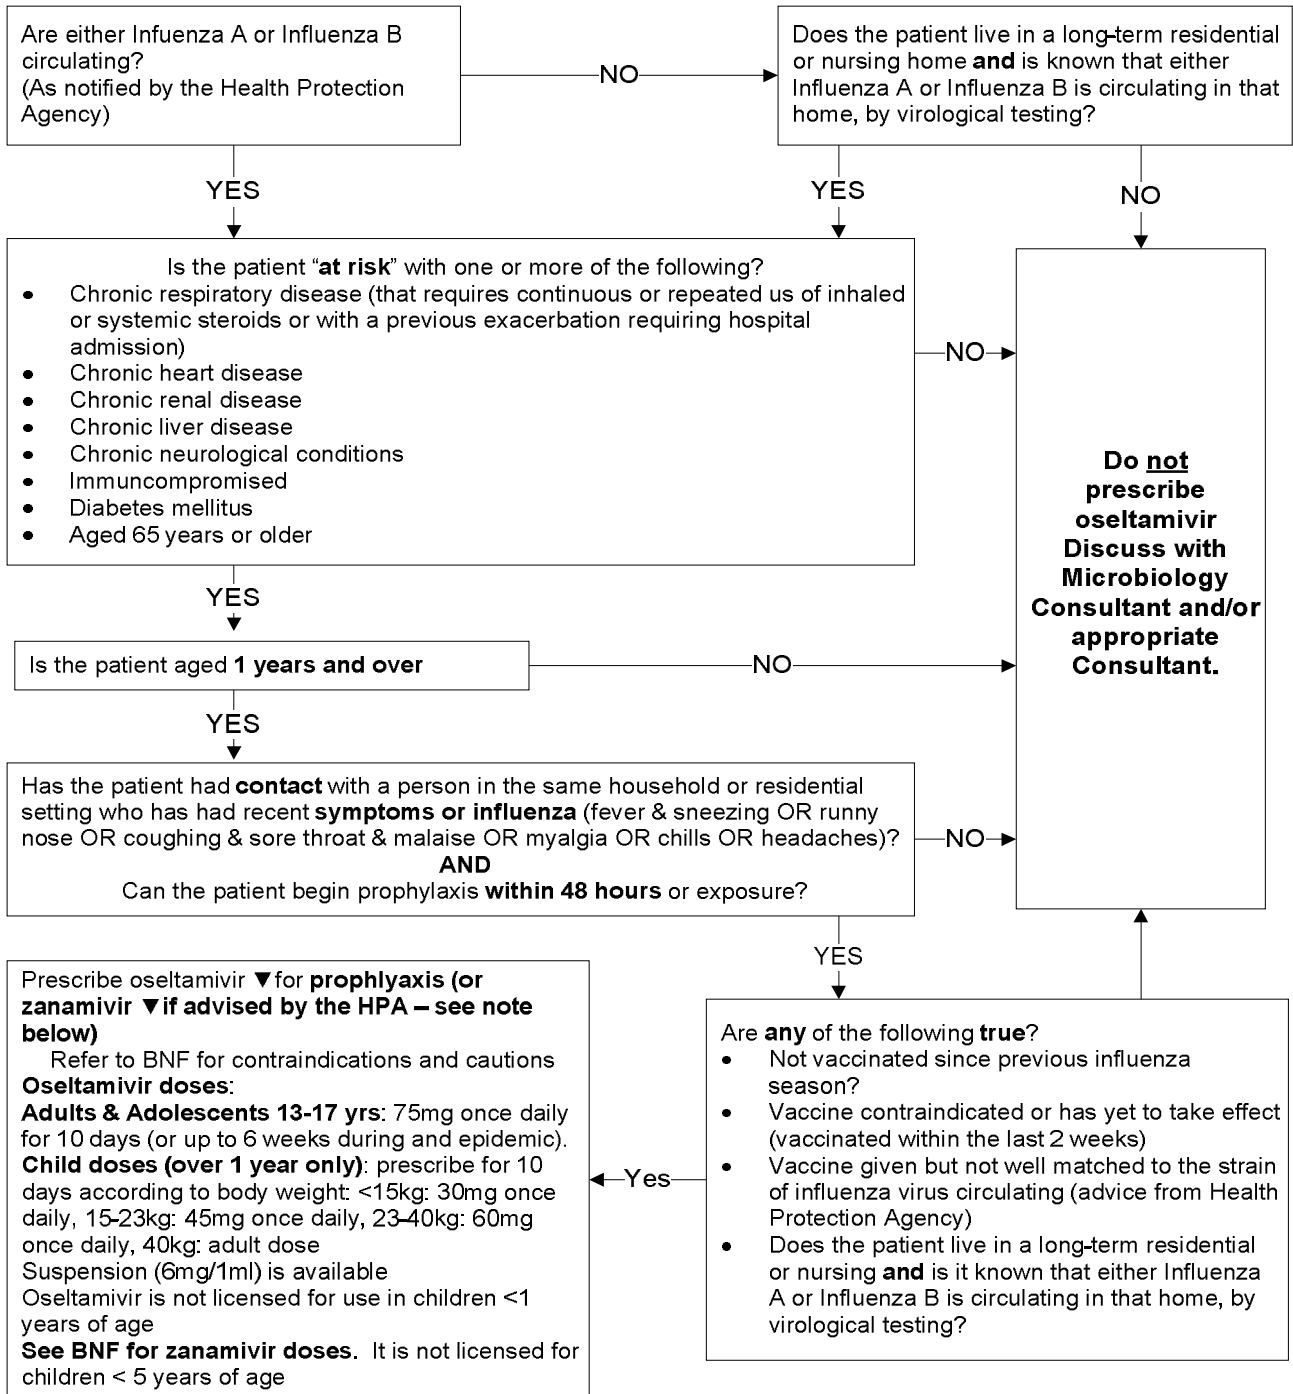 Are either Infuenza A or Influenza B
circulating?
(As notified by the Health Protection
Agency)
NO
Does the patient live in a long-term residential
or nursing home and is known that either
Influenza A or Influenza B is circulating in that
home, by virological testing?
YES
YES
NO
Is the patient “at risk” with one or more of the following?
• Chronic respiratory disease (that requires continuous or repeated us of inhaled
or systemic steroids or with a previous exacerbation requiring hospital
admission)
• Chronic heart disease
• Chronic renal disease
• Chronic liver disease
• Chronic neurological conditions
• Immuncompromised
• Diabetes mellitus
• Aged 65 years or older
NO
Do not
prescribe
oseltamivir
Discuss with
Microbiology
Consultant and/or
appropriate
Consultant.
YES
Is the patient aged 1 years and over
NO
YES
Has the patient had contact with a person in the same household or residential
setting who has had recent symptoms or influenza (fever & sneezing OR runny
nose OR coughing & sore throat & malaise OR myalgia OR chills OR headaches)?
AND
Can the patient begin prophylaxis within 48 hours or exposure?
NO
YES
Are any of the following true?
• Not vaccinated since previous influenza
season?
• Vaccine contraindicated or has yet to take effect
(vaccinated within the last 2 weeks)
• Vaccine given but not well matched to the strain
of influenza virus circulating (advice from Health
Protection Agency)
• Does the patient live in a long-term residential
or nursing and is it known that either Influenza
A or Influenza B is circulating in that home, by
virological testing?
Yes
Prescribe oseltamivir ▼for prophlyaxis (or
zanamivir ▼if advised by the HPA – see note
below)
Refer to BNF for contraindications and cautions
Oseltamivir doses:
Adults & Adolescents 13-17 yrs: 75mg once daily
for 10 days (or up to 6 weeks during and epidemic).
Child doses (over 1 year only): prescribe for 10
days according to body weight: <15kg: 30mg once
daily, 15-23kg: 45mg once daily, 23-40kg: 60mg
once daily, 40kg: adult dose
Suspension (6mg/1ml) is available
Oseltamivir is not licensed for use in children <1
years of age
See BNF for zanamivir doses. It is not licensed for
children < 5 years of age